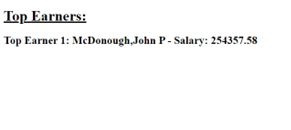 Top Earners:
Top Earner 1: McDonough,John P - Salary: 254357.58